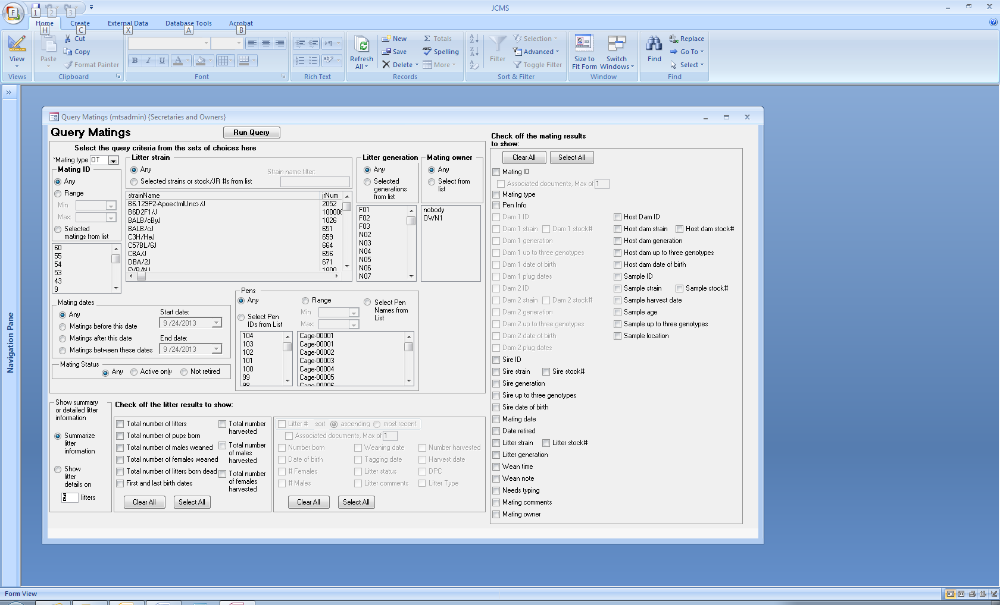 JCMS
F 1 2 3
Home Create External Data Database Tools Acrobat
H C X A B
View
Views
Paste
Cut
Copy
Format Painter
Clipboard
B I U A
Font
Rich Text
Refresh All
New
Save
Delete
Totals
Spelling
More
Records
Filter
Selection
Advanced
Toggle Filter
Sort & Filter
Size to Fit Form
Switch Windows
Window
Find
Replace
Go To
Select
Find
Navigation Pane
Query Matings (mtsadmin) {Secretaries and Owners}
Query Matings
Run Query
Select the query criteria from the sets of choices here
*Mating type OT
Mating ID
Any
Range
Min
Max:
Selected matings from list
60
55
54
53
43
9
Litter strain
Any
Selected strains or stock/JR #s from list
Strain name filter:
strainName jrNum
B6.129P2-Apoe<tmlUnc>/J 2052
B6D2F1/J 10000
BALB/cByJ 1026
BALB/cJ 651
C3H/HeJ 659
C57BL/6J 664
CBA/J 656
DBA/2J 671
FVB/NJ 1800
Litter generation
Any
Selected generations from list
F01
F02
F03
N02
N03
N04
N05
N06
N07
Mating owner
Any
Select from list
nobody
OWN1
Mating dates
Any
Matings before this date
Matings after this date
Matings between these dates
Start date:
9 /24/2013
End date:
9 /24/2013
Mating Status
Any Active only Not retired
Pens
Any
Select Pen IDs from List
Range
Min
Max:
Select Pen Names from List
104
103
102
101
100
99
98
Cage-00001
Cage-00001
Cage-00002
Cage-00003
Cage-00004
Cage-00005
Cage-00006
Show summary or detailed litter information
Summarize litter information
Show litter details on
litters
Check off the litter results to show:
Total number of litters
Total number of pups born
Total number of males weaned
Total number of females weaned
Total number of litters born dead
First and last birth dates
Total number harvested
Total number of males harvested
Total number of females harvested
Clear All Select All
Litter # sort ascending most recent
Associated documents, Max of 1
Number born Weaning date Number harvested
Date of birth Tagging date Harvest date
# Females Litter status DPC
# Males Litter comments Litter Type
Clear All Select All
Check off the mating results to show:
Clear All Select All
Mating ID
Associated documents, Max of 1
Mating type
Pen Info
Dam 1 ID
Dam 1 strain Dam 1 stock#
Dam 1 generation
Dam 1 up to three genotypes
Dam 1 date of birth
Dam 1 plug dates
Dam 2 ID
Dam 2 strain Dam 2 stock#
Dam 2 generation
Dam 2 up to three genotypes
Dam 2 date of birth
Dam 2 plug dates
Sire ID
Sire strain Sire stock#
Sire generation
Sire up to three genotypes
Sire date of birth
Mating date
Date retired
Litter strain Litter stock#
Litter generation
Wean time
Wean note
Needs typing
Mating comments
Mating owner
Host Dam ID
Host dam strain Host dam stock#
Host dam generation
Host dam up to three genotypes
Host dam date of birth
Sample ID
Sample strain Sample stock#
Sample harvest date
Sample age
Sample up to three genotypes
Sample location
Form View